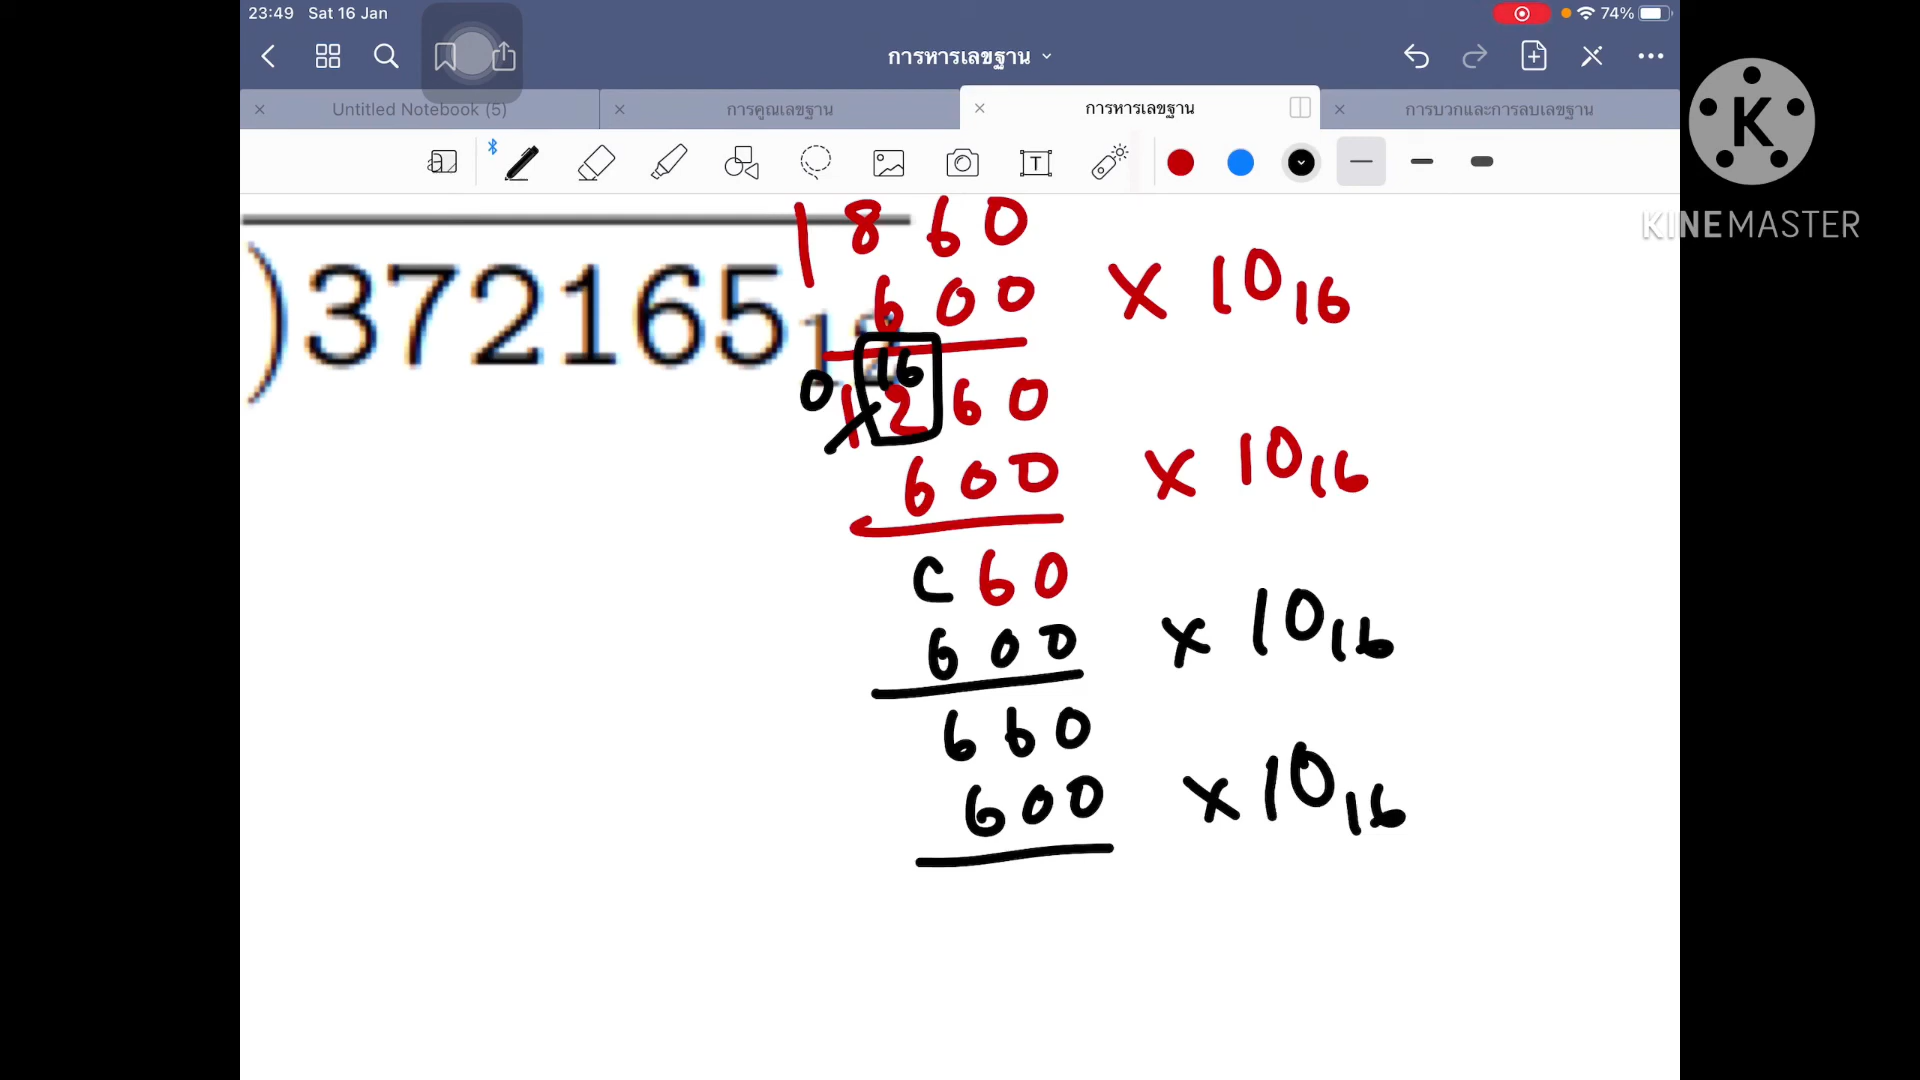 23:49 Sat 16 Jan 74%
การหารเลขฐาน
Untitled Notebook (5) การคูณเลขฐาน การหารเลขฐาน การบวกและการลบเลขฐาน
K
KINEMASTER
1860
)372165
600 × 10₁₆
0 16
1260
600 × 10₁₆
C60
600 × 10₁₆
660
600 × 10₁₆